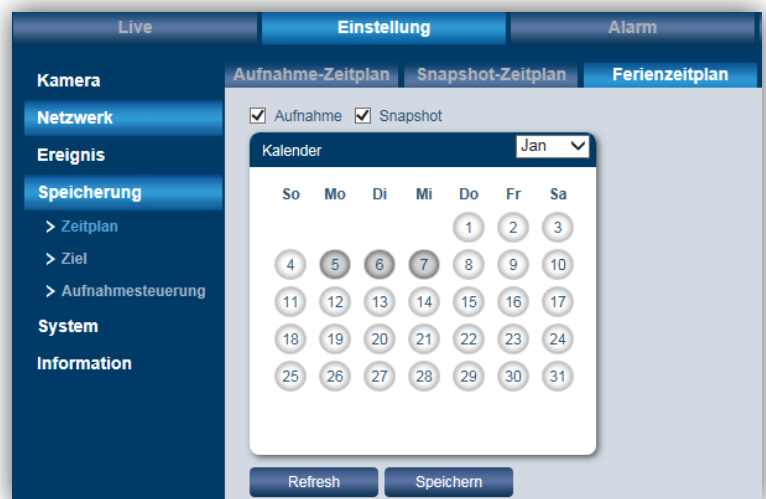 Live Einstellung Alarm
Kamera
Netzwerk
Ereignis
Speicherung
> Zeitplan
> Ziel
> Aufnahmesteuerung
System
Information
Aufnahme-Zeitplan Snapshot-Zeitplan Ferienzeitplan
Aufnahme Snapshot
Kalender Jan
So Mo Di Mi Do Fr Sa
1 2 3
4 5 6 7 8 9 10
11 12 13 14 15 16 17
18 19 20 21 22 23 24
25 26 27 28 29 30 31
Refresh Speichern